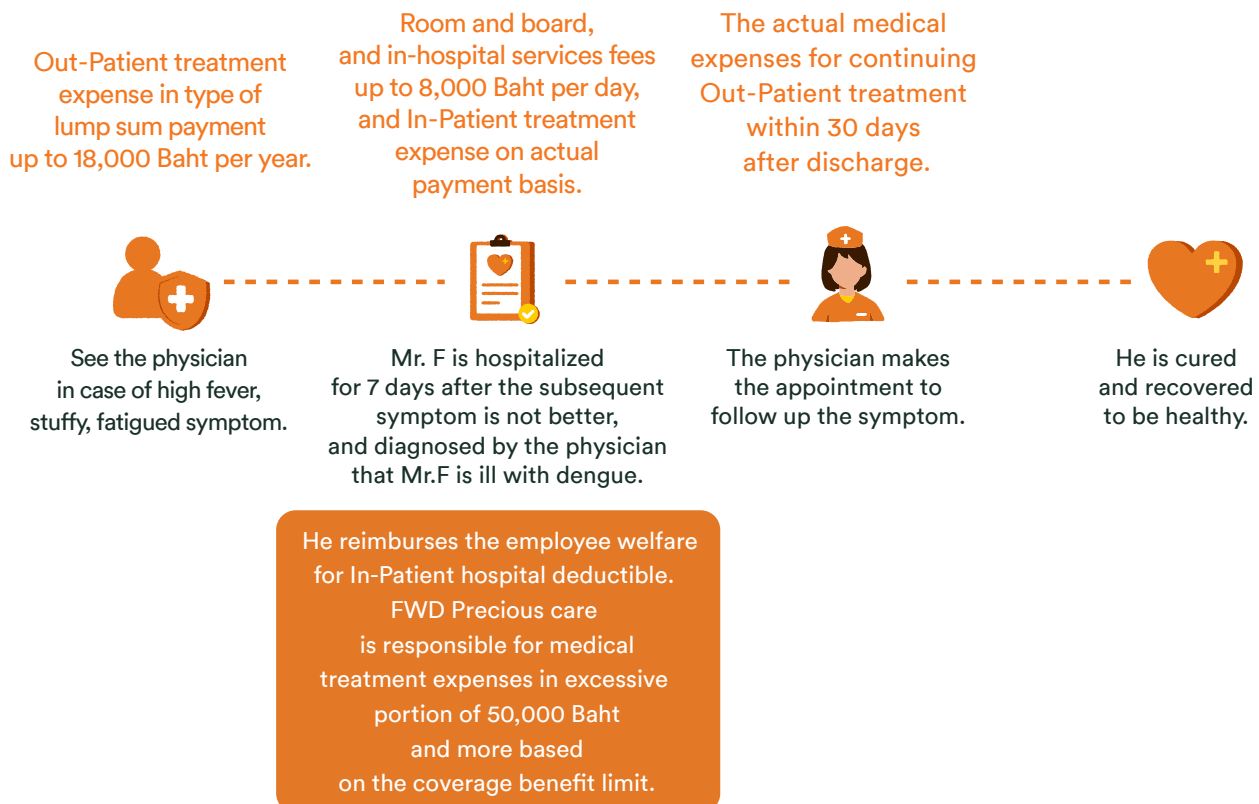 Out-Patient treatment
expense in type of
lump sum payment
up to 18,000 Baht per year.
Room and board,
and in-hospital services fees
up to 8,000 Baht per day,
and In-Patient treatment
expense on actual
payment basis.
The actual medical
expenses for continuing
Out-Patient treatment
within 30 days
after discharge.
See the physician
in case of high fever,
stuffy, fatigued symptom.
Mr. F is hospitalized
for 7 days after the subsequent
symptom is not better,
and diagnosed by the physician
that Mr.F is ill with dengue.
The physician makes
the appointment to
follow up the symptom.
He is cured
and recovered
to be healthy.
He reimburses the employee welfare
for In-Patient hospital deductible.
FWD Precious care
is responsible for medical
treatment expenses in excessive
portion of 50,000 Baht
and more based
on the coverage benefit limit.